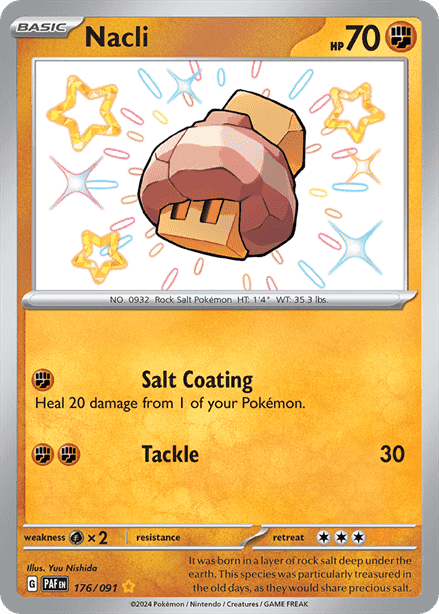 BASIC
Nacli
HP 70
NO. 0932 Rock Salt Pokémon HT: 1'4" WT: 35.3 lbs.
Salt Coating
Heal 20 damage from 1 of your Pokémon.
Tackle 30
weakness ×2 resistance retreat
Illus. Yuu Nishida
G PAF EN 176/091
It was born in a layer of rock salt deep under the
earth. This species was particularly treasured in
the old days, as they would share precious salt.
©2024 Pokémon / Nintendo / Creatures / GAME FREAK